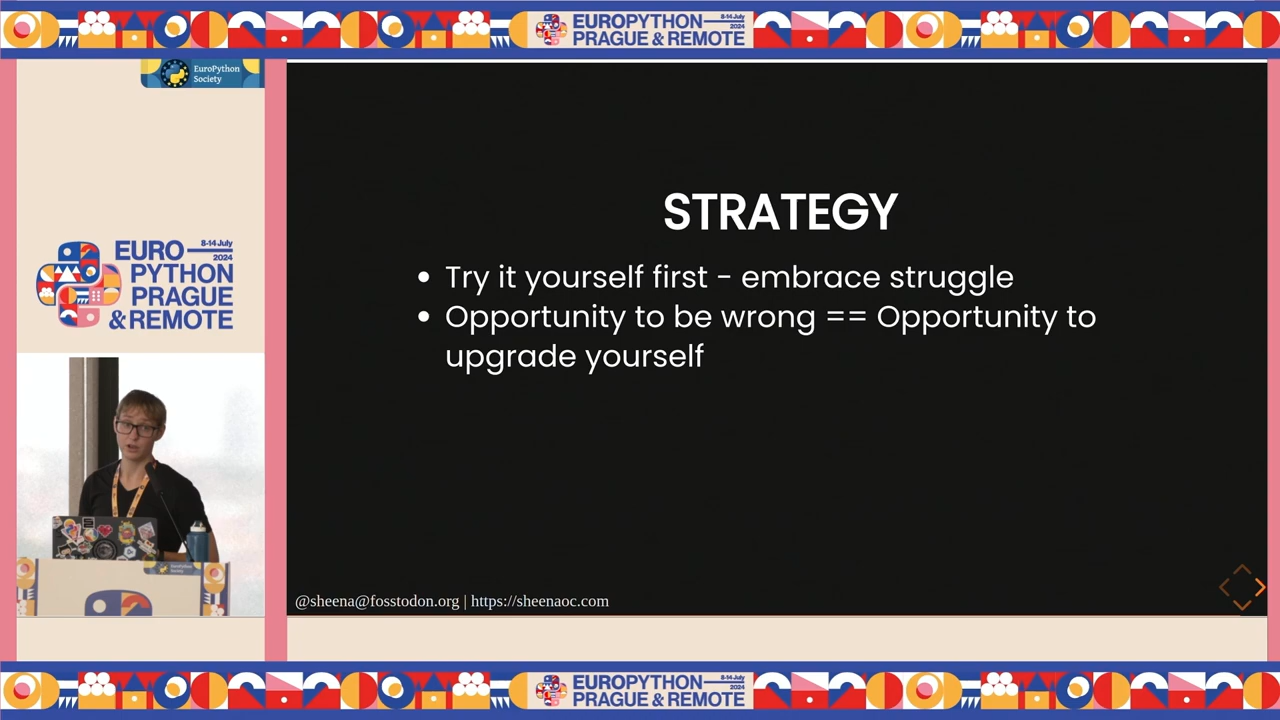 EUROPYTHON
8-14 July
2024
PRAGUE & REMOTE
EuroPython
Society
EURO
8-14 July
2024
PYTHON
PRAGUE
& REMOTE
STRATEGY
Try it yourself first - embrace struggle
Opportunity to be wrong == Opportunity to
upgrade yourself
EuroPython
Society
@sheena@fosstodon.org | https://sheenaoc.com
EUROPYTHON
8-14 July
2024
PRAGUE & REMOTE